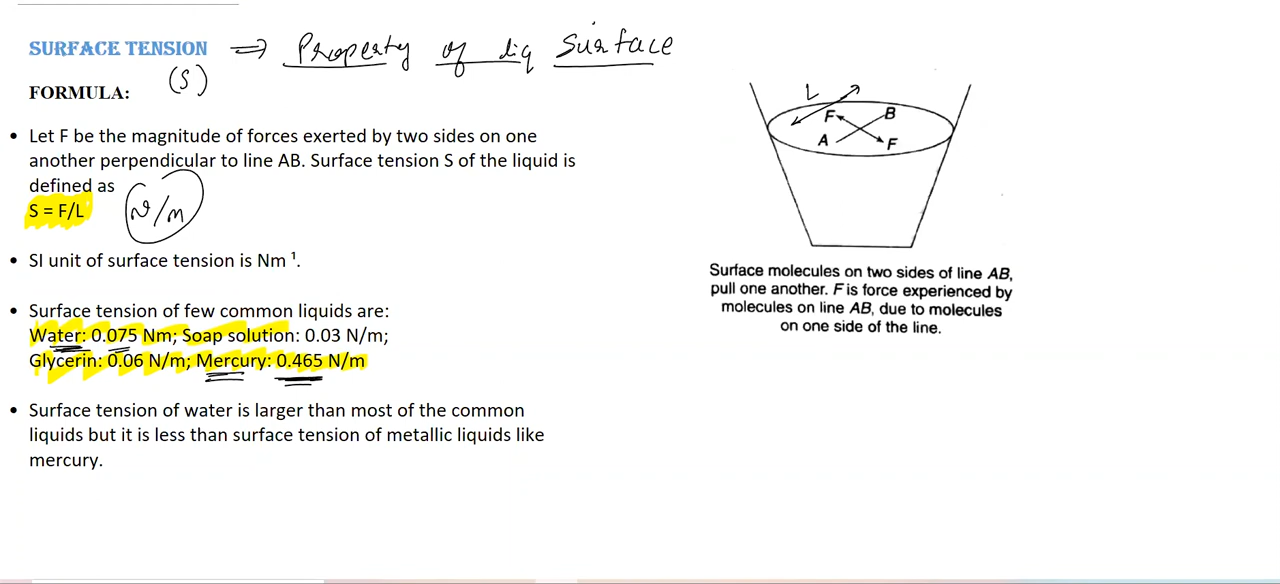 SURFACE TENSION ⇒ Property of liq surface
(S)
FORMULA:
• Let F be the magnitude of forces exerted by two sides on one
another perpendicular to line AB. Surface tension S of the liquid is
defined as
S = F/L N/m
• SI unit of surface tension is Nm ¹.
• Surface tension of few common liquids are:
Water: 0.075 Nm; Soap solution: 0.03 N/m;
Glycerin: 0.06 N/m; Mercury: 0.465 N/m
• Surface tension of water is larger than most of the common
liquids but it is less than surface tension of metallic liquids like
mercury.
L
F B
A F
Surface molecules on two sides of line AB,
pull one another. F is force experienced by
molecules on line AB, due to molecules
on one side of the line.